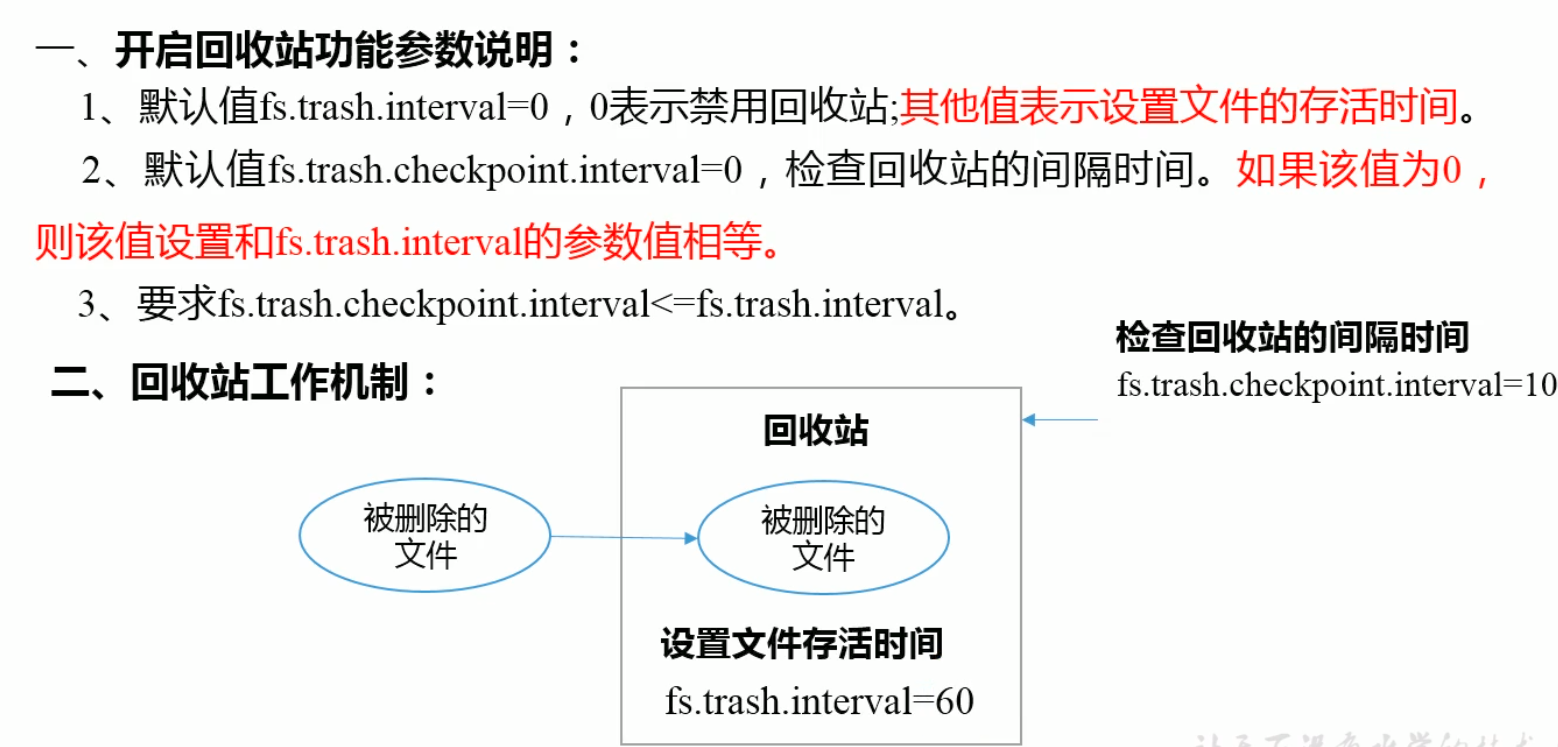 一、开启回收站功能参数说明：
1、默认值fs.trash.interval=0，0表示禁用回收站;其他值表示设置文件的存活时间。
2、默认值fs.trash.checkpoint.interval=0，检查回收站的间隔时间。如果该值为0，
则该值设置和fs.trash.interval的参数值相等。
3、要求fs.trash.checkpoint.interval<=fs.trash.interval。
二、回收站工作机制：
检查回收站的间隔时间
fs.trash.checkpoint.interval=10
回收站
被删除的
文件
被删除的
文件
设置文件存活时间
fs.trash.interval=60